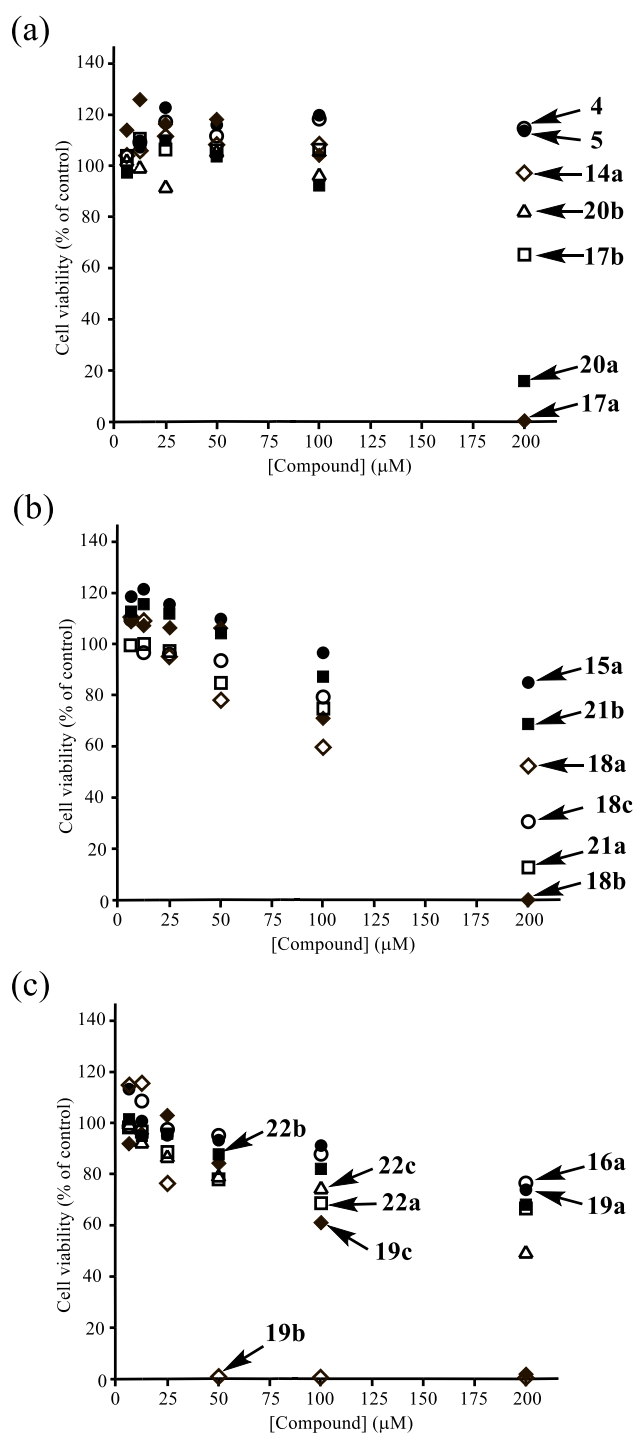 (a)
140
120
100
80
60
40
20
0
Cell viability (% of control)
0 25 50 75 100 125 150 175 200
[Compound] (μM)
4
5
14a
20b
17b
20a
17a
(b)
140
120
100
80
60
40
20
0
Cell viability (% of control)
0 25 50 75 100 125 150 175 200
[Compound] (μM)
15a
21b
18a
18c
21a
18b
(c)
140
120
100
80
60
40
20
0
Cell viability (% of control)
0 25 50 75 100 125 150 175 200
[Compound] (μM)
22b
22c
22a
19c
16a
19a
19b